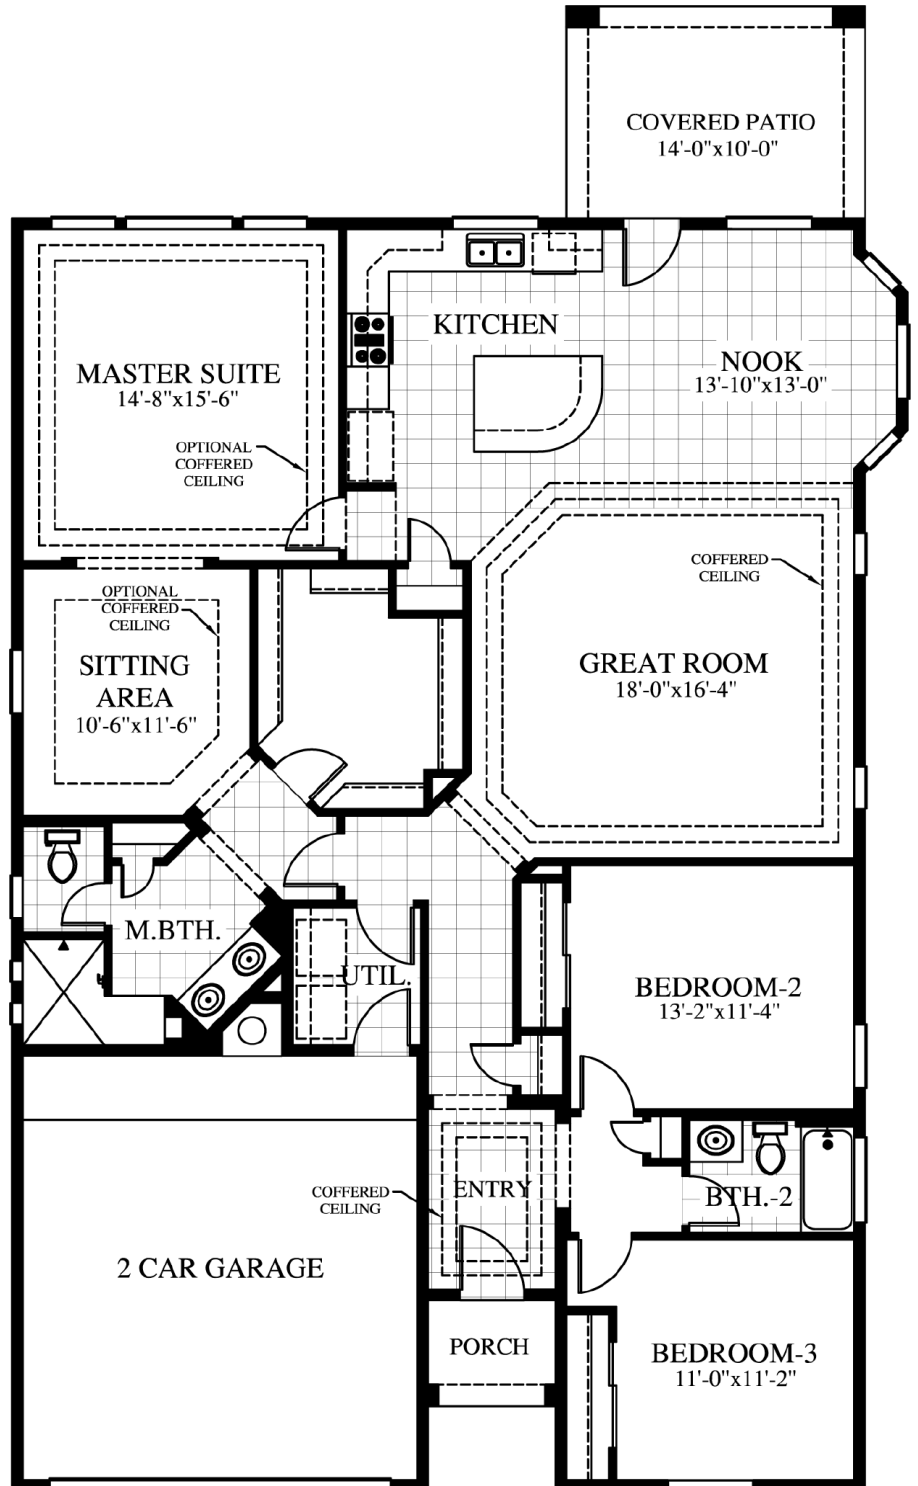 COVERED PATIO
14'-0"x10'-0"
KITCHEN
NOOK
13'-10"x13'-0"
MASTER SUITE
14'-8"x15'-6"
OPTIONAL
COFFERED
CEILING
COFFERED
CEILING
OPTIONAL
COFFERED
CEILING
SITTING
AREA
10'-6"x11'-6"
GREAT ROOM
18'-0"x16'-4"
M.BTH.
UTIL.
BEDROOM-2
13'-2"x11'-4"
COFFERED
CEILING
ENTRY
BTH.-2
2 CAR GARAGE
PORCH
BEDROOM-3
11'-0"x11'-2"